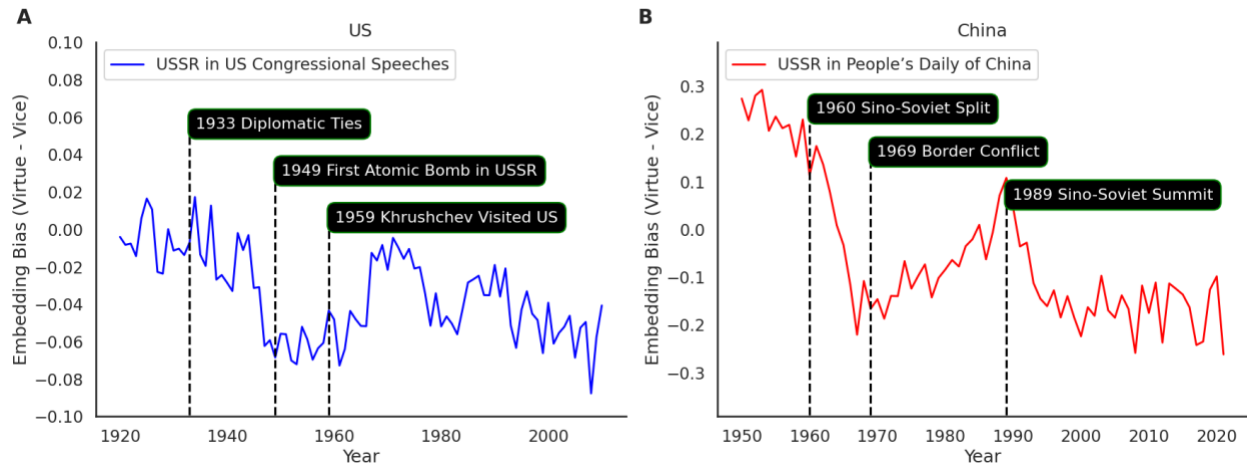 A
US
0.10
0.08
0.06
0.04
0.02
0.00
−0.02
−0.04
−0.06
−0.08
−0.10
Embedding Bias (Virtue - Vice)
USSR in US Congressional Speeches
1933 Diplomatic Ties
1949 First Atomic Bomb in USSR
1959 Khrushchev Visited US
1920 1940 1960 1980 2000
Year
B
China
0.3
0.2
0.1
0.0
−0.1
−0.2
−0.3
Embedding Bias (Virtue - Vice)
USSR in People’s Daily of China
1960 Sino-Soviet Split
1969 Border Conflict
1989 Sino-Soviet Summit
1950 1960 1970 1980 1990 2000 2010 2020
Year